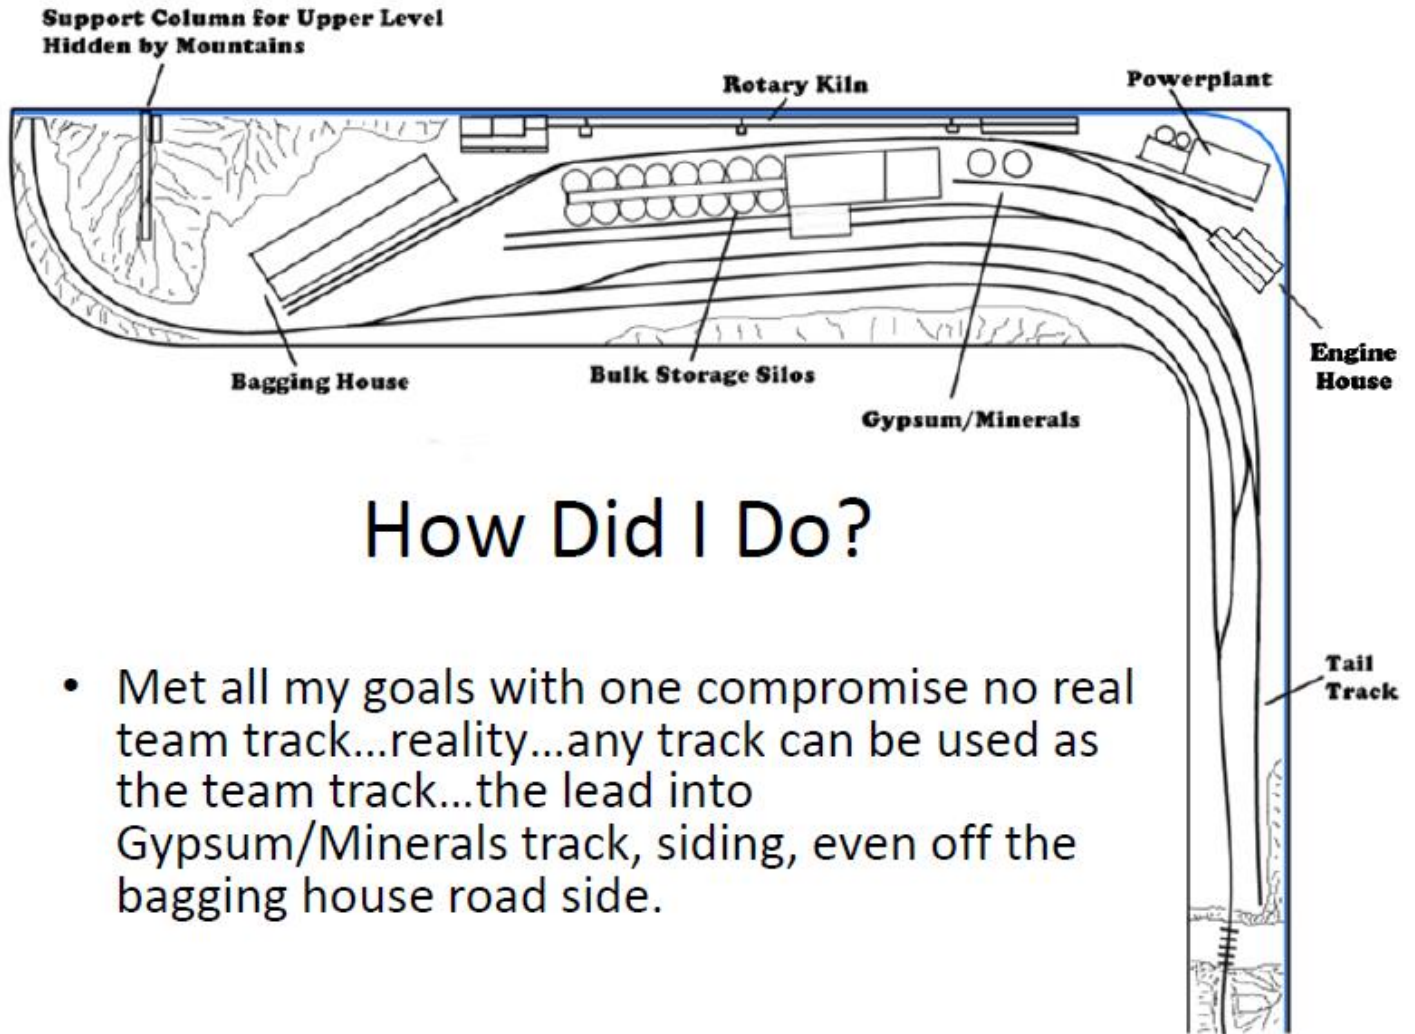 Support Column for Upper Level
Hidden by Mountains
Rotary Kiln
Powerplant
Engine
House
Bagging House
Bulk Storage Silos
Gypsum/Minerals
How Did I Do?
• Met all my goals with one compromise no real
team track...reality...any track can be used as
the team track...the lead into
Gypsum/Minerals track, siding, even off the
bagging house road side.
Tail
Track